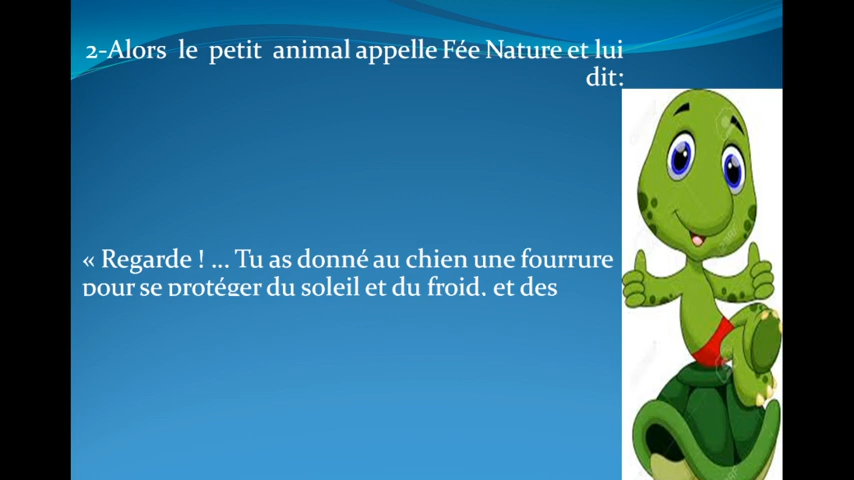 2-Alors le petit animal appelle Fée Nature et lui
dit:
« Regarde ! ... Tu as donné au chien une fourrure
pour se protéger du soleil et du froid, et des